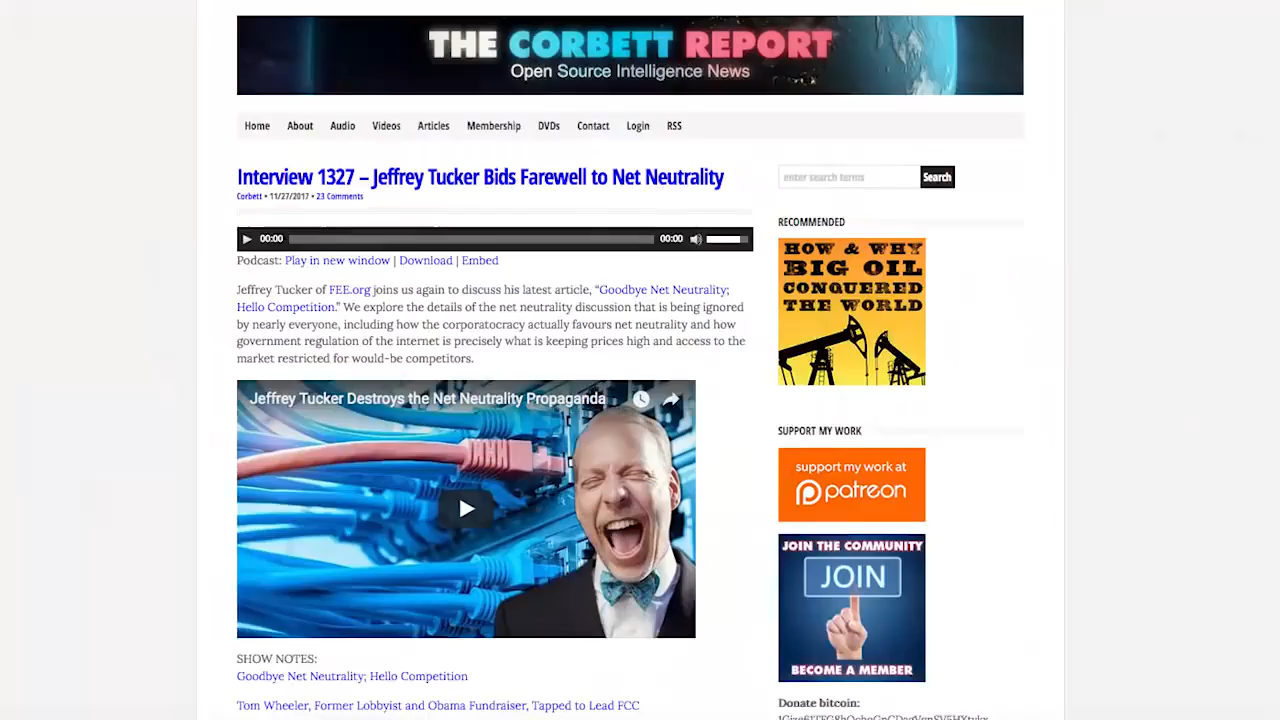 THE CORBETT REPORT
Open Source Intelligence News
Home About Audio Videos Articles Membership DVDs Contact Login RSS
Interview 1327 – Jeffrey Tucker Bids Farewell to Net Neutrality
Corbett • 11/27/2017 • 23 Comments
00:00 00:00
Podcast: Play in new window | Download | Embed
Jeffrey Tucker of FEE.org joins us again to discuss his latest article, “Goodbye Net Neutrality;
Hello Competition.” We explore the details of the net neutrality discussion that is being ignored
by nearly everyone, including how the corporatocracy actually favours net neutrality and how
government regulation of the internet is precisely what is keeping prices high and access to the
market restricted for would-be competitors.
Jeffrey Tucker Destroys the Net Neutrality Propaganda
SHOW NOTES:
Goodbye Net Neutrality; Hello Competition
Tom Wheeler, Former Lobbyist and Obama Fundraiser, Tapped to Lead FCC
enter search terms Search
RECOMMENDED
HOW & WHY
BIG OIL
CONQUERED
THE WORLD
SUPPORT MY WORK
support my work at
patreon
JOIN THE COMMUNITY
JOIN
BECOME A MEMBER
Donate bitcoin: